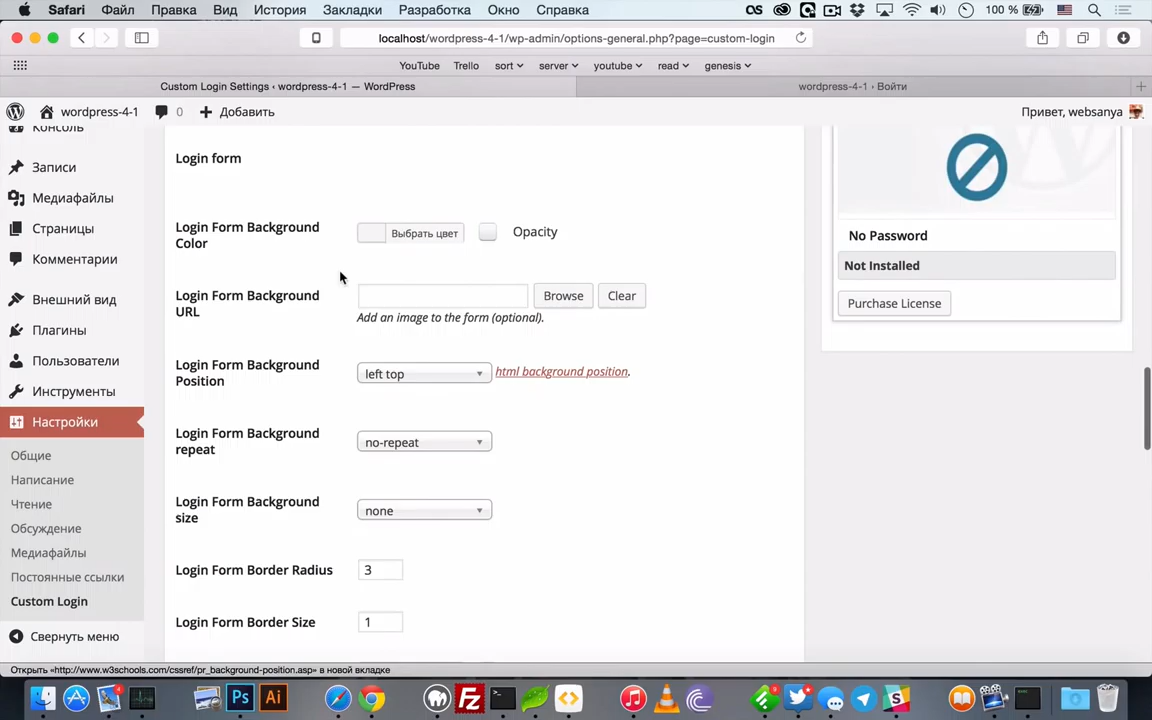 Safari Файл Правка Вид История Закладки Разработка Окно Справка 100 %
localhost/wordpress-4-1/wp-admin/options-general.php?page=custom-login
YouTube Trello sort server youtube read genesis
Custom Login Settings ‹ wordpress-4-1 — WordPress
wordpress-4-1 › Войти
wordpress-4-1 0 Добавить
Привет, websanya
Консоль
Записи
Медиафайлы
Страницы
Комментарии
Внешний вид
Плагины
Пользователи
Инструменты
Настройки
Общие
Написание
Чтение
Обсуждение
Медиафайлы
Постоянные ссылки
Custom Login
Свернуть меню
Login form
Login Form Background
Color
Выбрать цвет
Opacity
Login Form Background
URL
Browse
Clear
Add an image to the form (optional).
Login Form Background
Position
left top
html background position.
Login Form Background
repeat
no-repeat
Login Form Background
size
none
Login Form Border Radius
3
Login Form Border Size
1
No Password
Not Installed
Purchase License
Открыть «http://www.w3schools.com/cssref/pr_background-position.asp» в новой вкладке
Ps
Ai
Fz